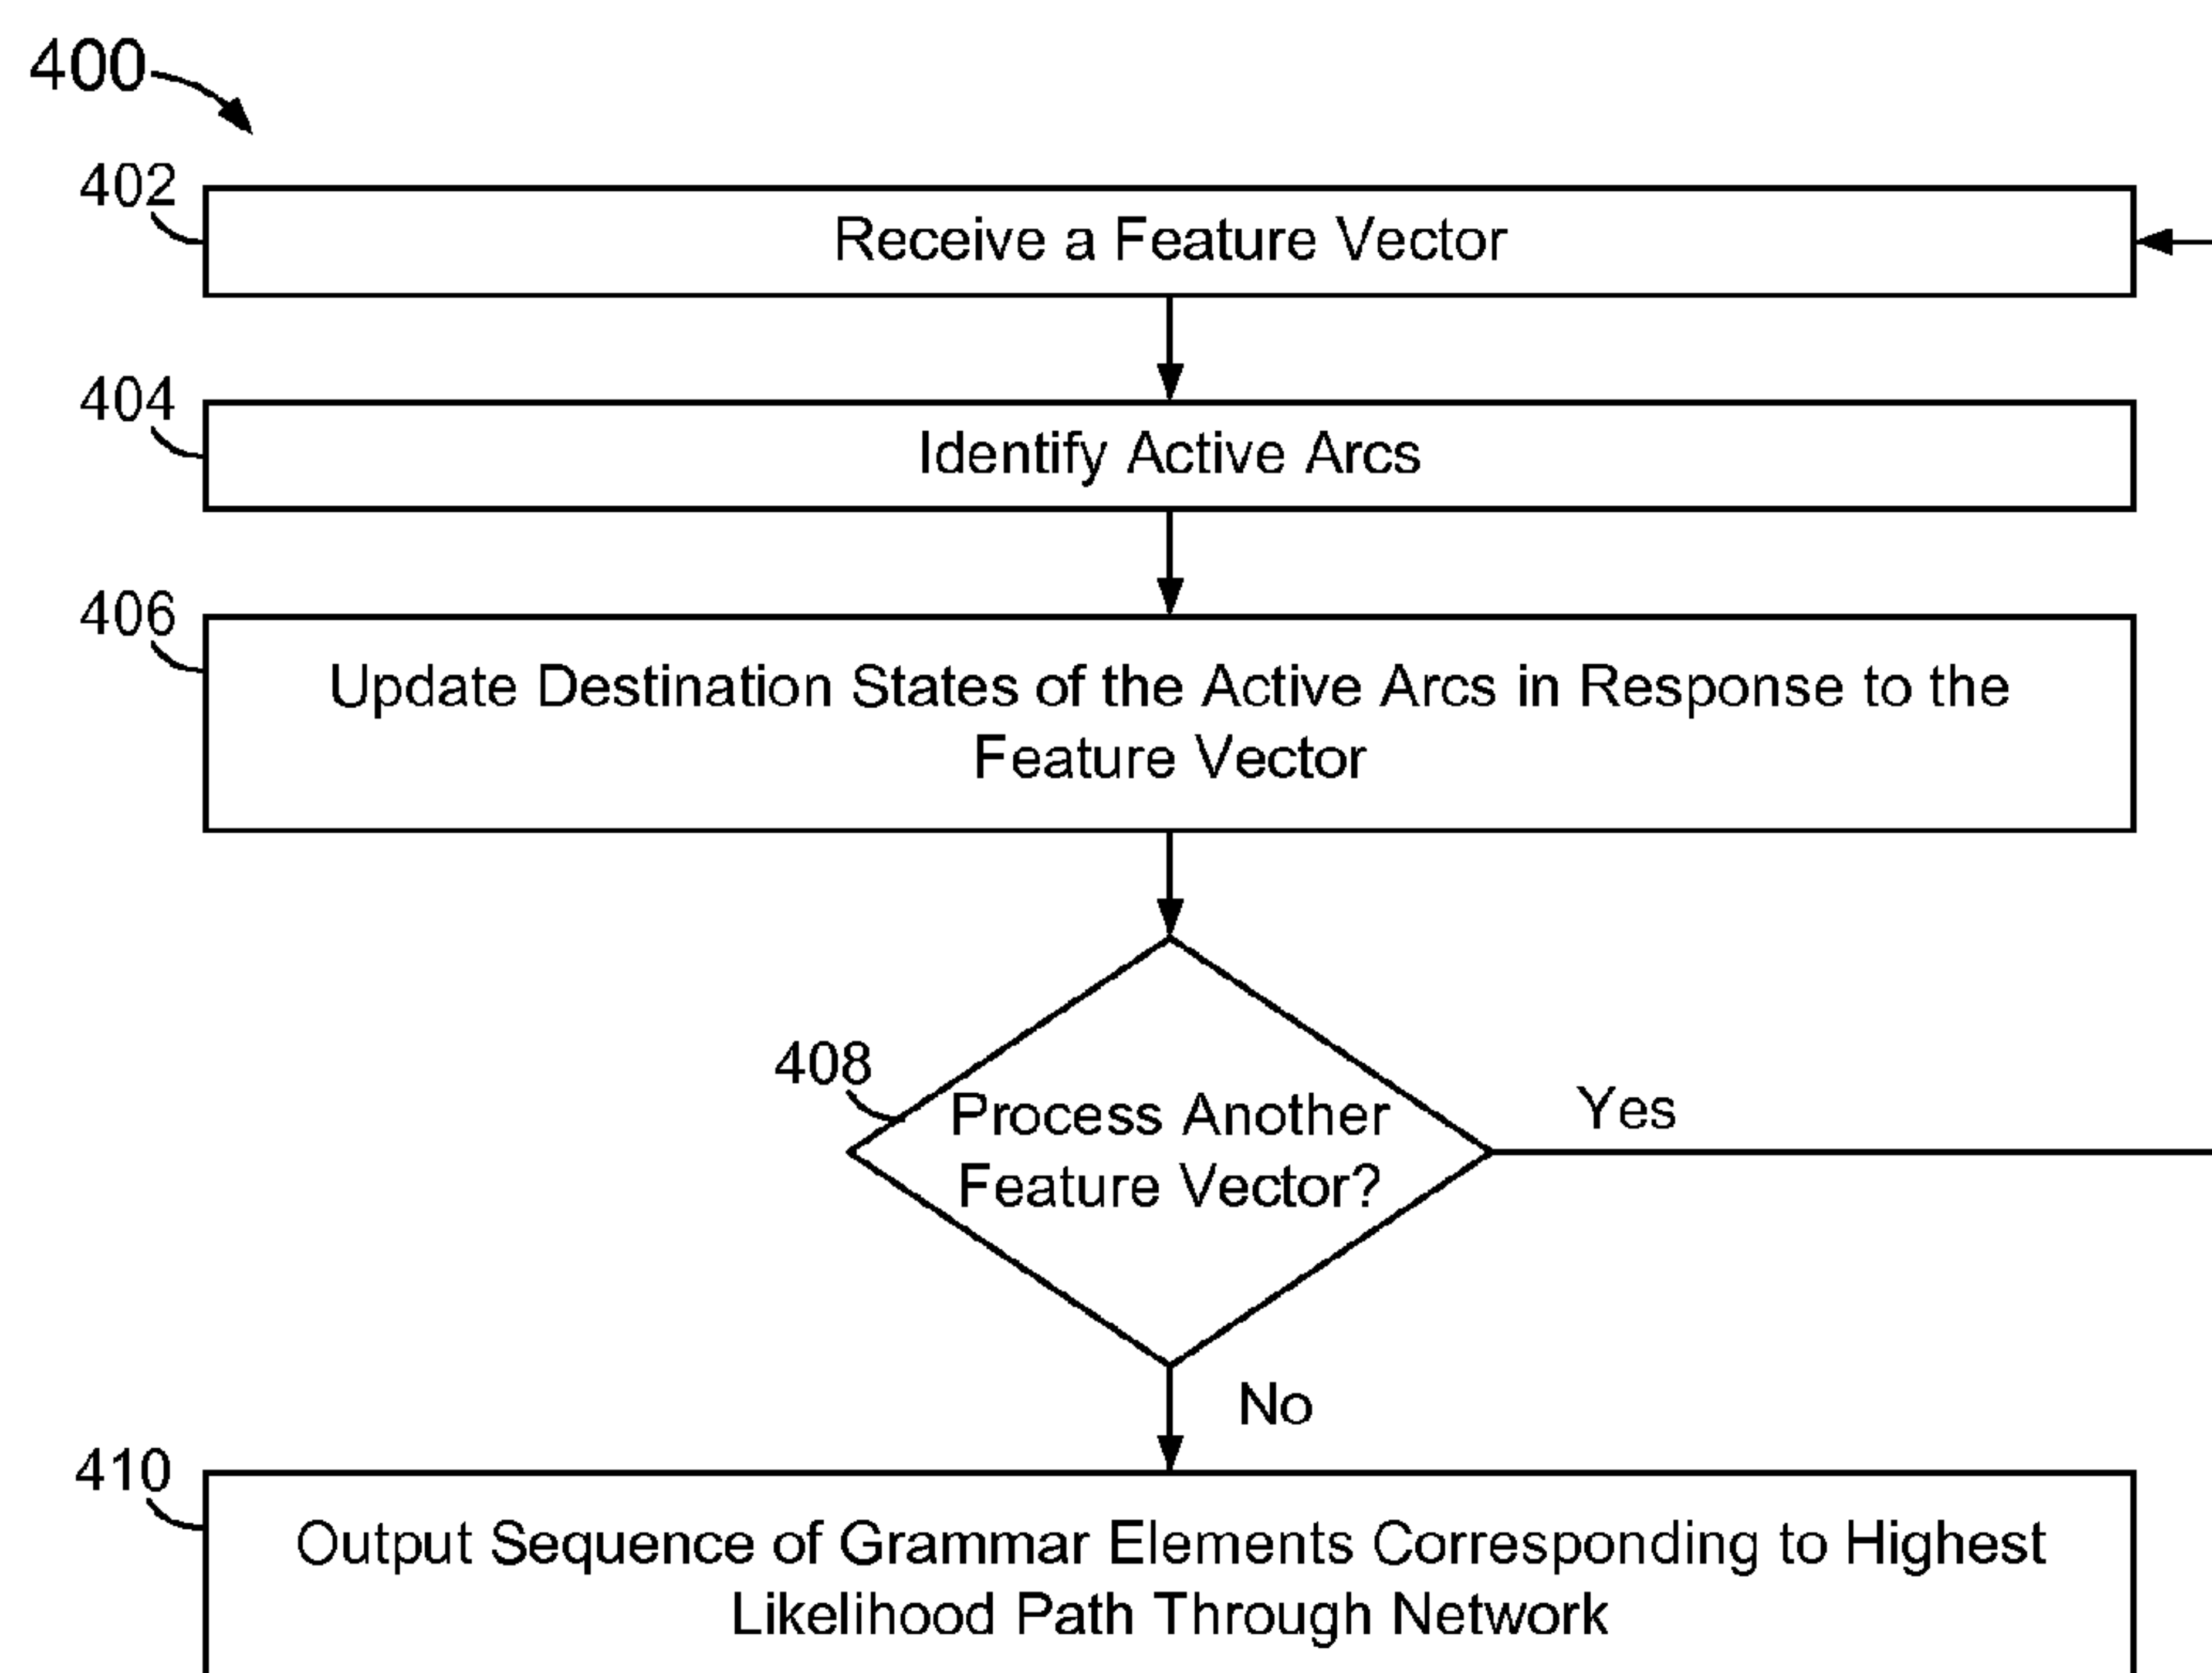 400
402
Receive a Feature Vector
404
Identify Active Arcs
406
Update Destination States of the Active Arcs in Response to the
Feature Vector
408
Process Another
Feature Vector?
Yes
No
410
Output Sequence of Grammar Elements Corresponding to Highest
Likelihood Path Through Network